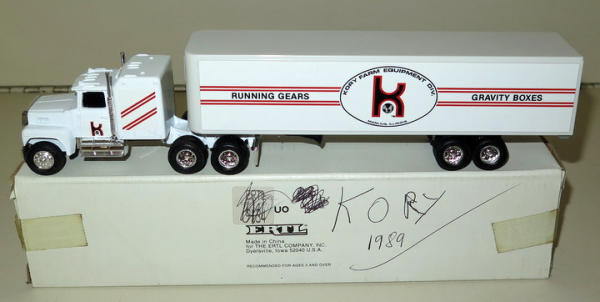 RUNNING GEARS
KORY FARM EQUIPMENT DIV.
K
GRAVITY BOXES
K
UO
ERTL
Made in China
for THE ERTL COMPANY, INC.
Dyersville, Iowa 52040 U.S.A.
RECOMMENDED FOR AGES 3 AND OVER
KORY
1989